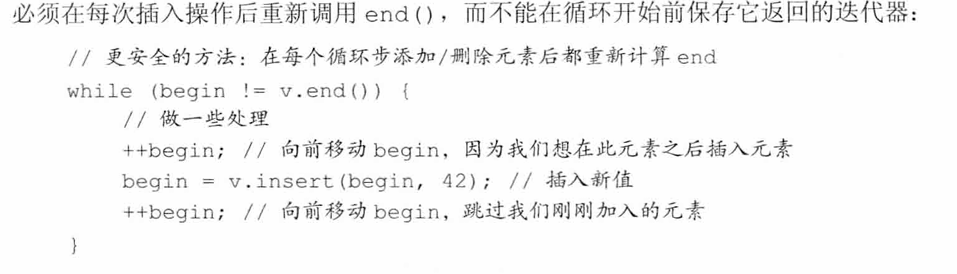 必须在每次插入操作后重新调用 end()，而不能在循环开始前保存它返回的迭代器：
// 更安全的方法：在每个循环步添加/删除元素后都重新计算 end
while (begin != v.end()) {
// 做一些处理
++begin; // 向前移动 begin，因为我们想在此元素之后插入元素
begin = v.insert(begin, 42); // 插入新值
++begin; // 向前移动 begin，跳过我们刚刚加入的元素
}